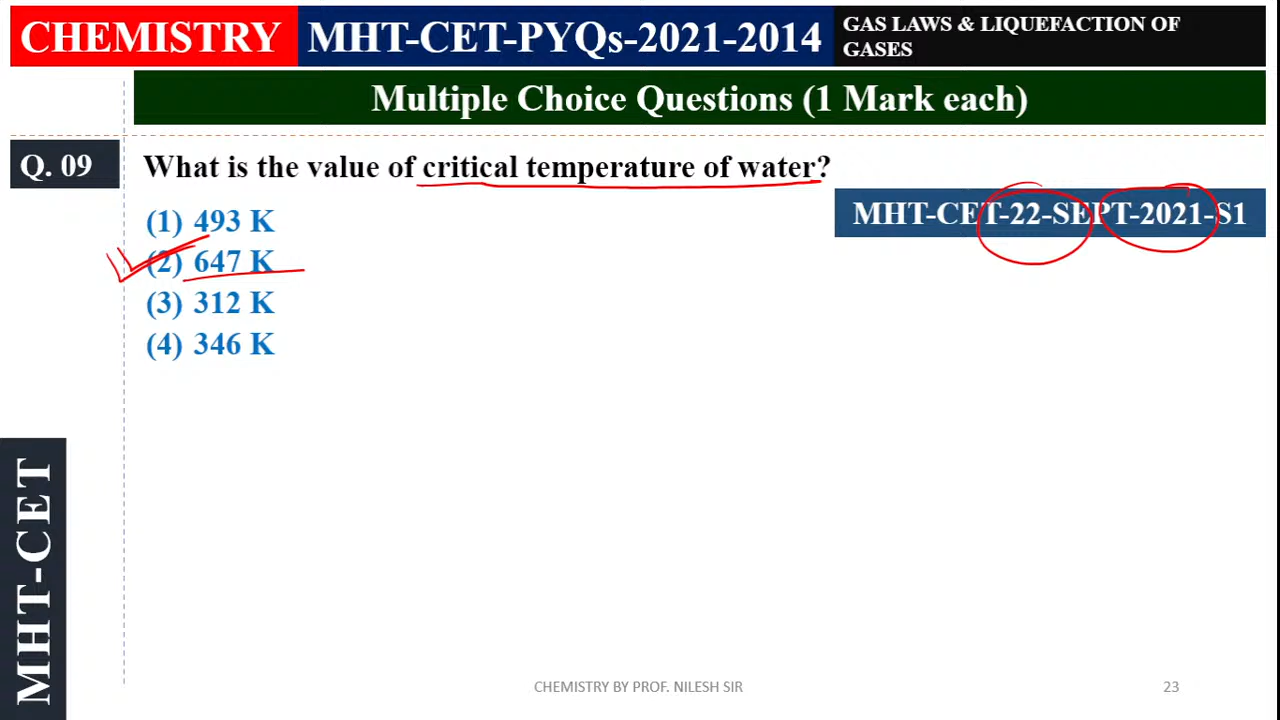 CHEMISTRY MHT-CET-PYQs-2021-2014 GAS LAWS & LIQUEFACTION OF
GASES
Multiple Choice Questions (1 Mark each)
Q. 09 What is the value of critical temperature of water?
MHT-CET-22-SEPT-2021-S1
(1) 493 K
(2) 647 K
(3) 312 K
(4) 346 K
MHT-CET
CHEMISTRY BY PROF. NILESH SIR 23